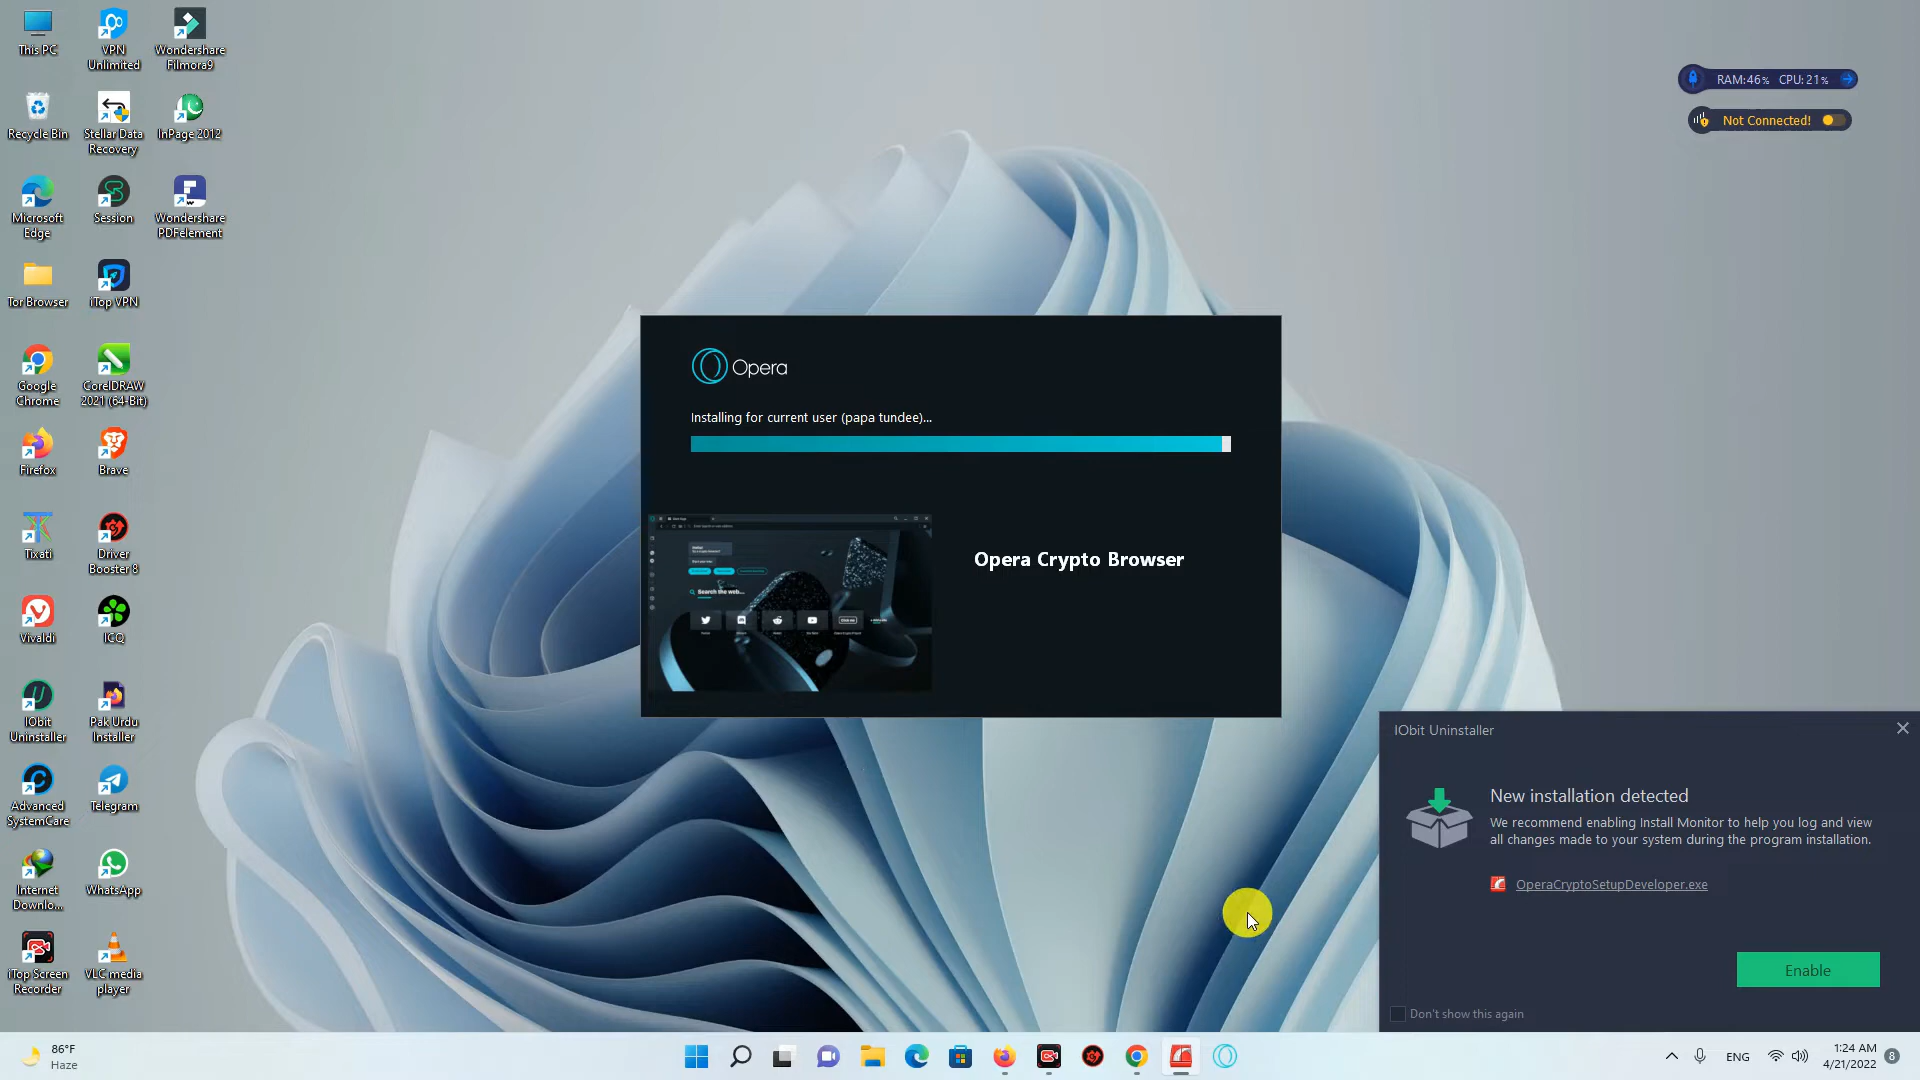 This PC
VPN
Unlimited
Wondershare
Filmora9
Recycle Bin
Stellar Data
Recovery
InPage 2012
Microsoft
Edge
Session
Wondershare
PDFelement
Tor Browser
iTop VPN
Google
Chrome
CorelDRAW
2021 (64-Bit)
Firefox
Brave
Tixati
Driver
Booster 8
Vivaldi
ICQ
IObit
Uninstaller
Pak Urdu
Installer
Advanced
SystemCare
Telegram
Internet
Downlo...
WhatsApp
iTop Screen
Recorder
VLC media
player
RAM:46% CPU: 21%
Not Connected!
Opera
Installing for current user (papa tundee)...
Search the web...
Opera Crypto Browser
IObit Uninstaller
New installation detected
We recommend enabling Install Monitor to help you log and view
all changes made to your system during the program installation.
OperaCryptoSetupDeveloper.exe
Enable
Don't show this again
86°F
Haze
ENG
1:24 AM
4/21/2022
8